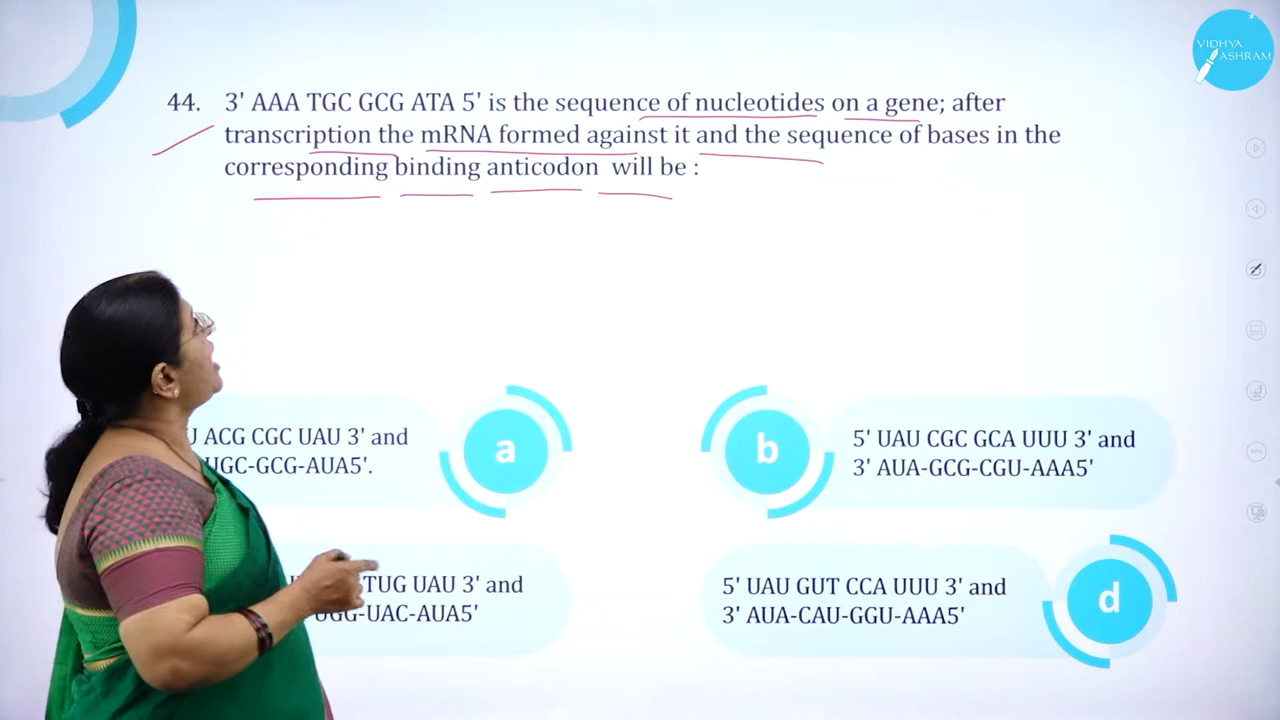 VIDHYA
ASHRAM
44. 3' AAA TGC GCG ATA 5' is the sequence of nucleotides on a gene; after
transcription the mRNA formed against it and the sequence of bases in the
corresponding binding anticodon will be :
ACG CGC UAU 3' and
UGC-GCG-AUA5'.
a
b
5' UAU CGC GCA UUU 3' and
3' AUA-GCG-CGU-AAA5'
UAU 3' and
UGG-UAC-AUA5'
5' UAU GUT CCA UUU 3' and
3' AUA-CAU-GGU-AAA5'
d